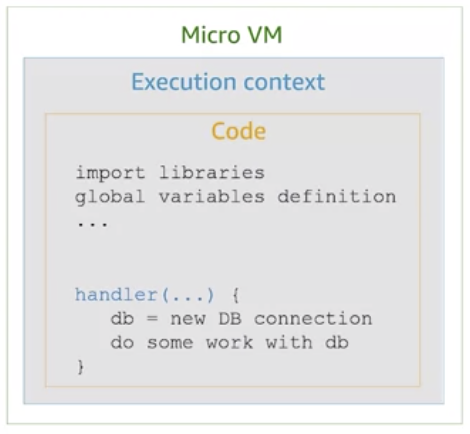 Micro VM
Execution context
Code
import libraries
global variables definition
...
handler(...) {
db = new DB connection
do some work with db
}